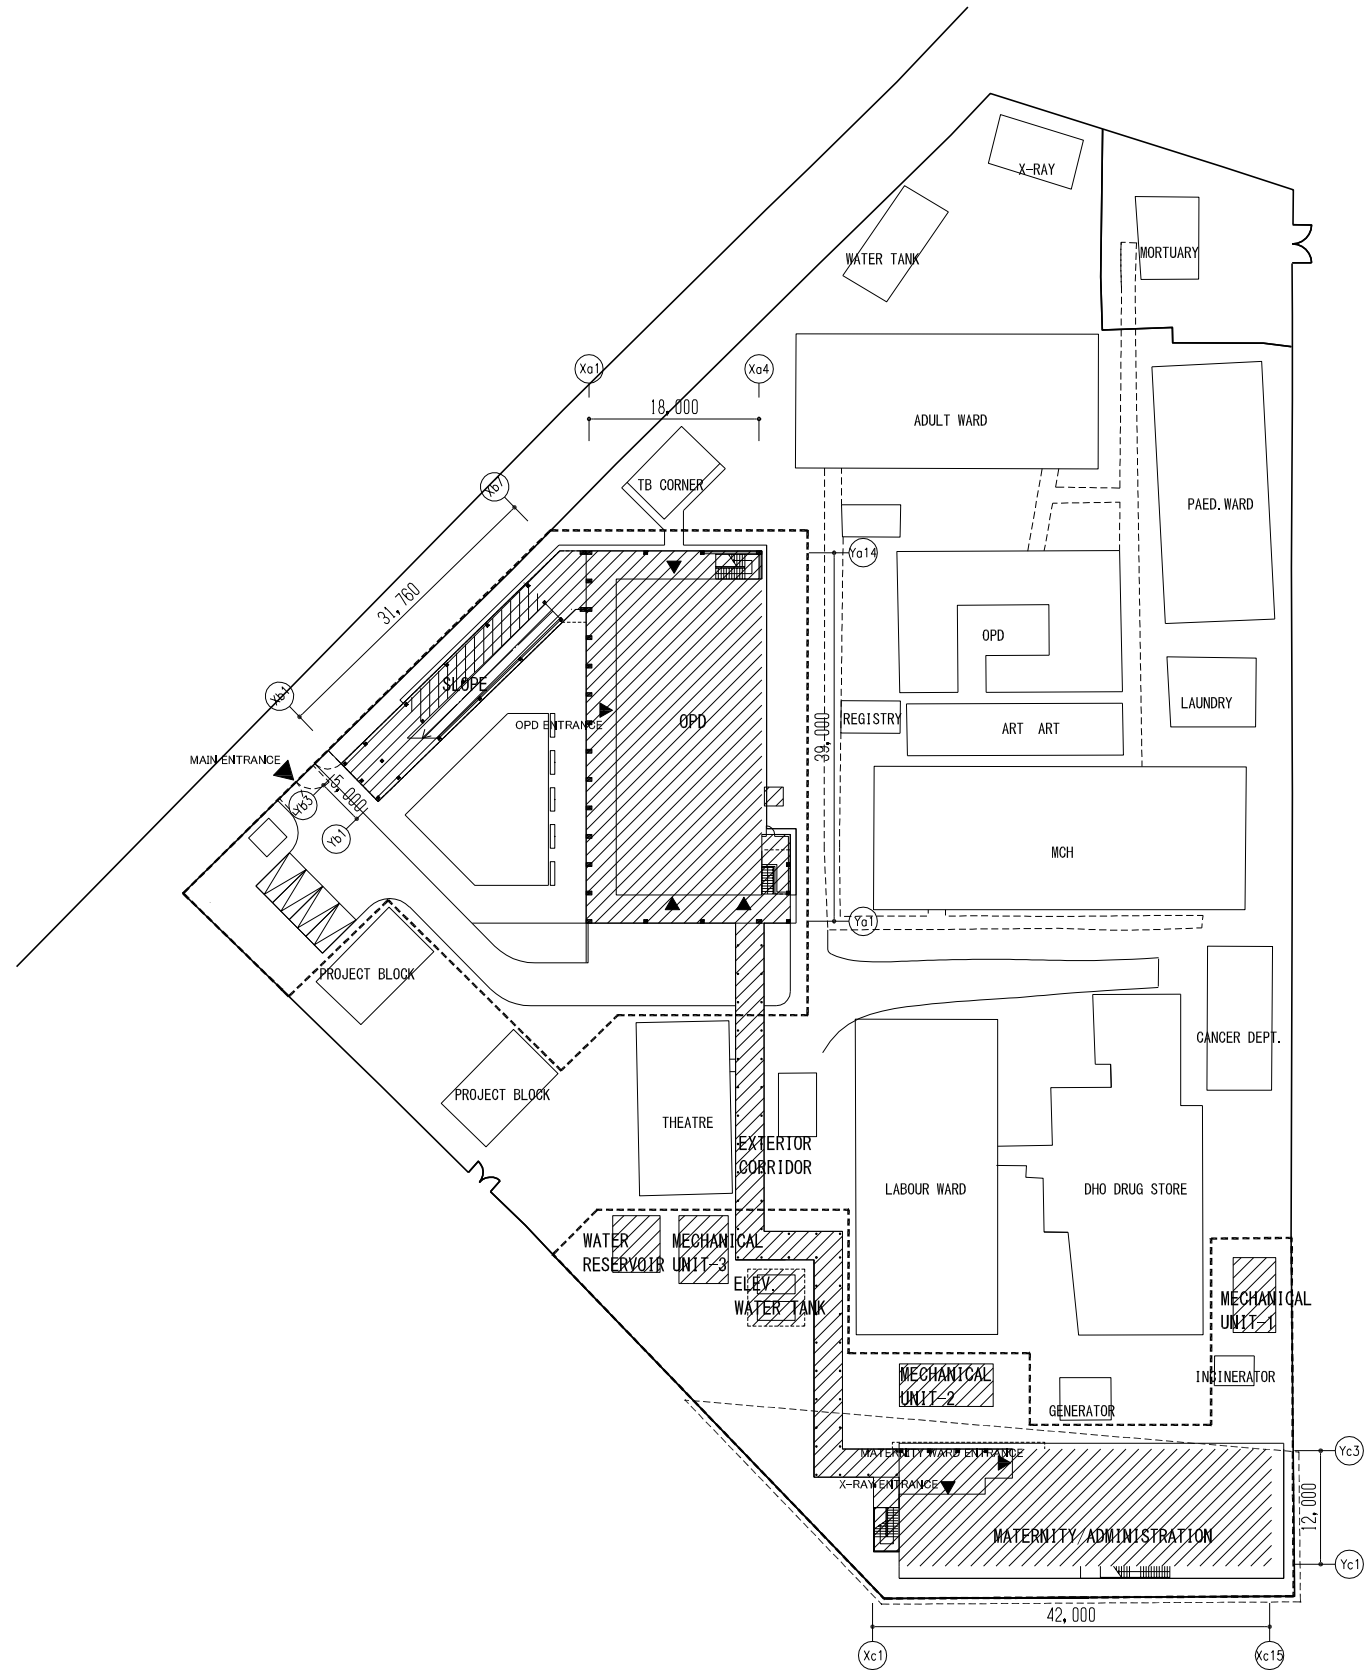 X-RAY
MORTUARY
WATER TANK
Xa1
Xa4
18,000
ADULT WARD
TB CORNER
Xb7
PAED.WARD
Ya14
31,760
OPD
SLOPE
Xb1
LAUNDRY
OPD ENTRANCE
OPD
REGISTRY
ART ART
39,000
MAIN ENTRANCE
5,000
Yb3
Yb1
MCH
Ya1
PROJECT BLOCK
CANCER DEPT.
PROJECT BLOCK
THEATRE
EXTERIOR
CORRIDOR
LABOUR WARD
DHO DRUG STORE
WATER
RESERVOIR
MECHANICAL
UNIT-3
ELEV.
WATER TANK
MECHANICAL
UNIT-1
MECHANICAL
UNIT-2
INCINERATOR
GENERATOR
MATERNITY WARD ENTRANCE
Yc3
X-RAY ENTRANCE
12,000
MATERNITY/ADMINISTRATION
Yc1
42,000
Xc1
Xc15